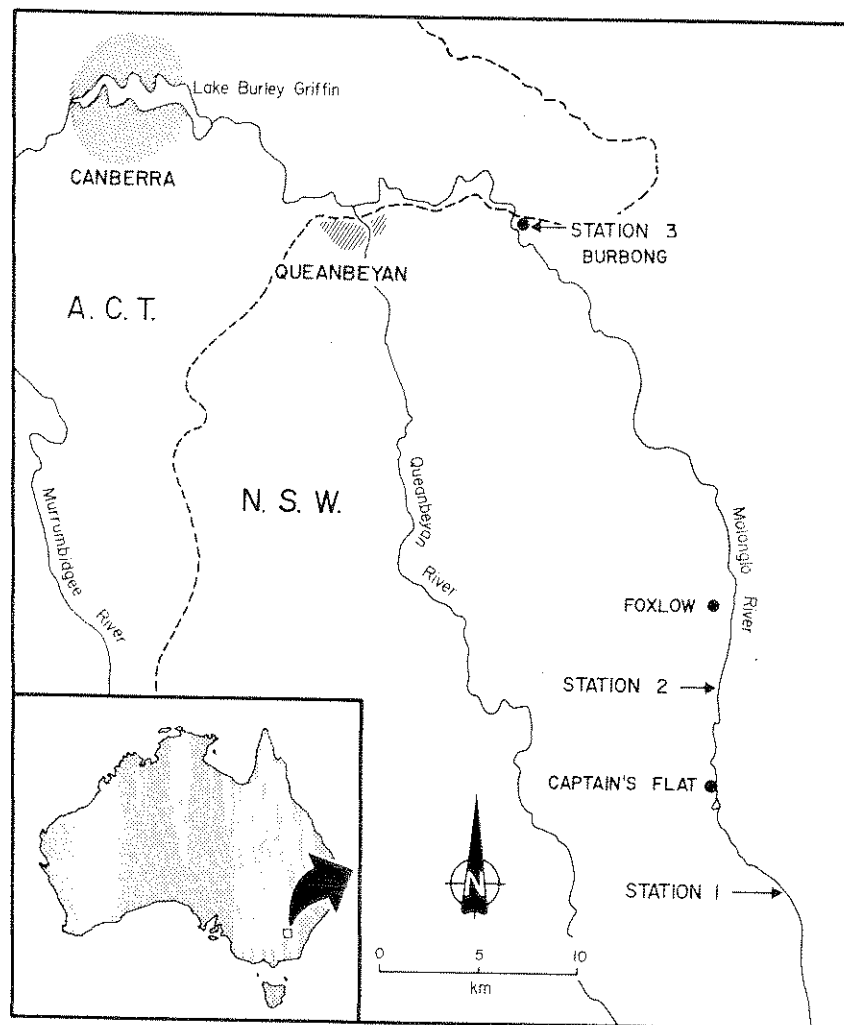 Lake Burley Griffin
CANBERRA
STATION 3
BURBONG
QUEANBEYAN
A. C. T.
N. S. W.
Murrumbidgee
River
Queanbeyan
River
Molonglo
River
FOXLOW
STATION 2
CAPTAIN'S FLAT
STATION 1
N
0 5 10
km